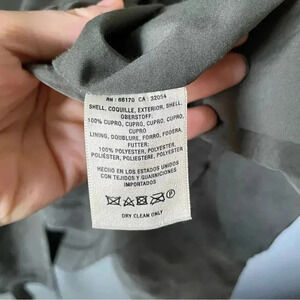 RN : 66170 CA : 32054
SHELL, COQUILLE, EXTERIOR, SHELL,
OBERSTOFF:
100% CUPRO, CUPRO, CUPRO, CUPRO,
CUPRO
LINING, DOUBLURE, FORRO, FODERA,
FUTTER:
100% POLYESTER, POLYESTER,
POLIÉSTER, POLIESTERE, POLYESTER
HECHO EN LOS ESTADOS UNIDOS
CON TEJIDOS Y GUARNICIONES
IMPORTADOS
P
DRY CLEAN ONLY